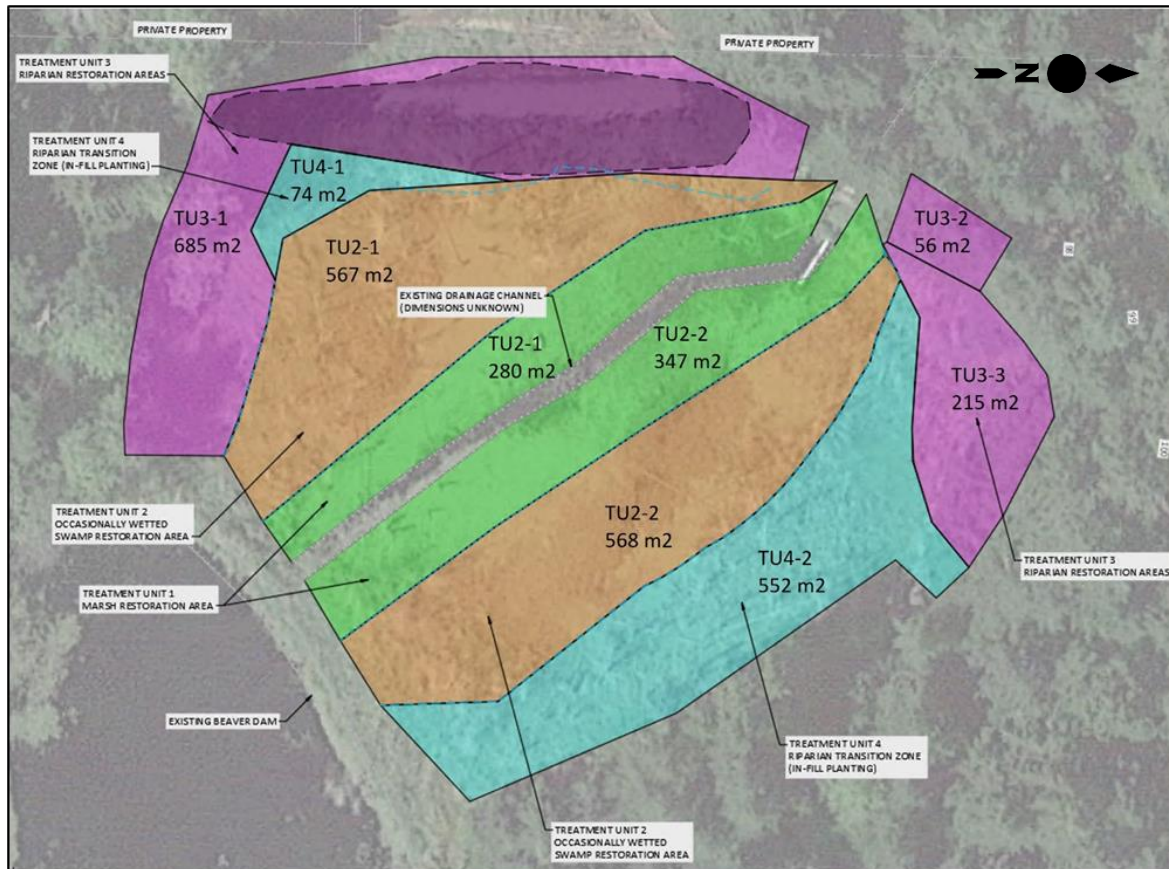 PRIVATE PROPERTY
PRIVATE PROPERTY
TREATMENT UNIT 3
RIPARIAN RESTORATION AREAS
N
TREATMENT UNIT 4
RIPARIAN TRANSITION
ZONE (IN-FILL PLANTING)
TU4-1
74 m2
TU3-1
685 m2
TU3-2
56 m2
TU2-1
567 m2
98
EXISTING DRAINAGE CHANNEL
(DIMENSIONS UNKNOWN)
99
TU2-1
280 m2
TU2-2
347 m2
TU3-3
215 m2
100
TREATMENT UNIT 2
OCCASIONALLY WETTED
SWAMP RESTORATION AREA
TU2-2
568 m2
TU4-2
552 m2
TREATMENT UNIT 3
RIPARIAN RESTORATION AREAS
TREATMENT UNIT 1
MARSH RESTORATION AREA
EXISTING BEAVER DAM
TREATMENT UNIT 4
RIPARIAN TRANSITION ZONE
(IN-FILL PLANTING)
TREATMENT UNIT 2
OCCASIONALLY WETTED
SWAMP RESTORATION AREA